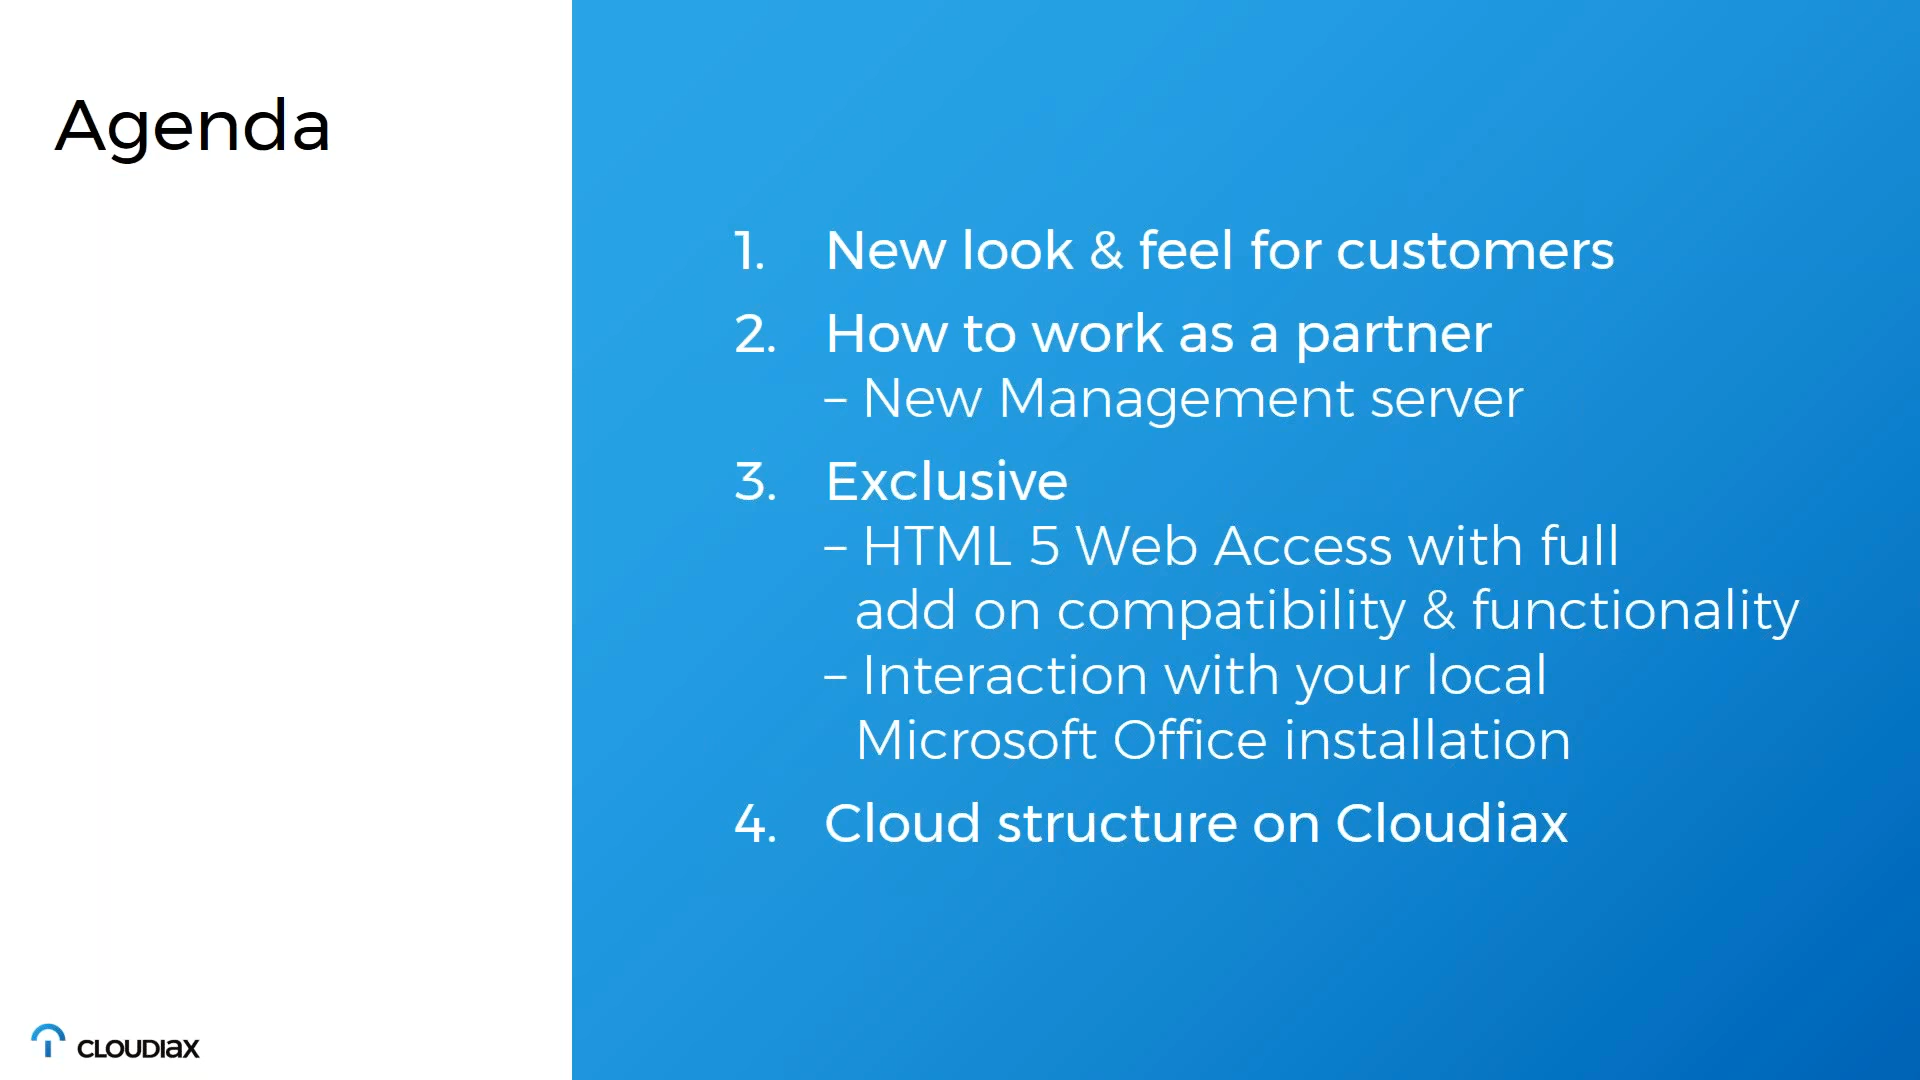 Agenda
1. New look & feel for customers
2. How to work as a partner
– New Management server
3. Exclusive
– HTML 5 Web Access with full
add on compatibility & functionality
– Interaction with your local
Microsoft Office installation
4. Cloud structure on Cloudiax
CLOUDIaX